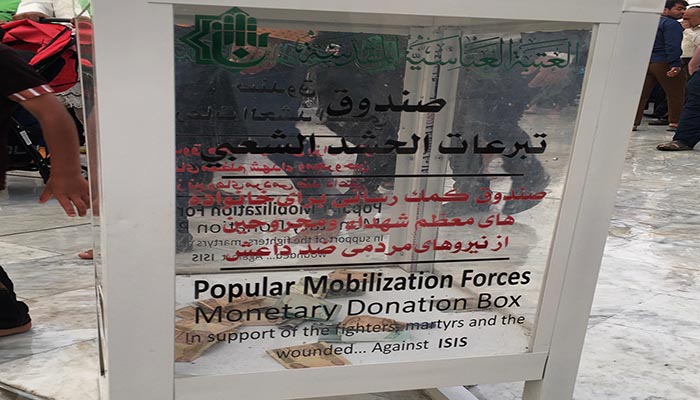 العتبة العباسية المقدسة
صندوق
تبرعات الحشد الشعبي
صندوق كمك رسانى براى خانواده
هاى معظم شهداى و مجروحين
از نيروهاى مردمى ضد داعش
Popular Mobilization Forces
Monetary Donation Box
In support of the fighters, martyrs and the
wounded... Against ISIS